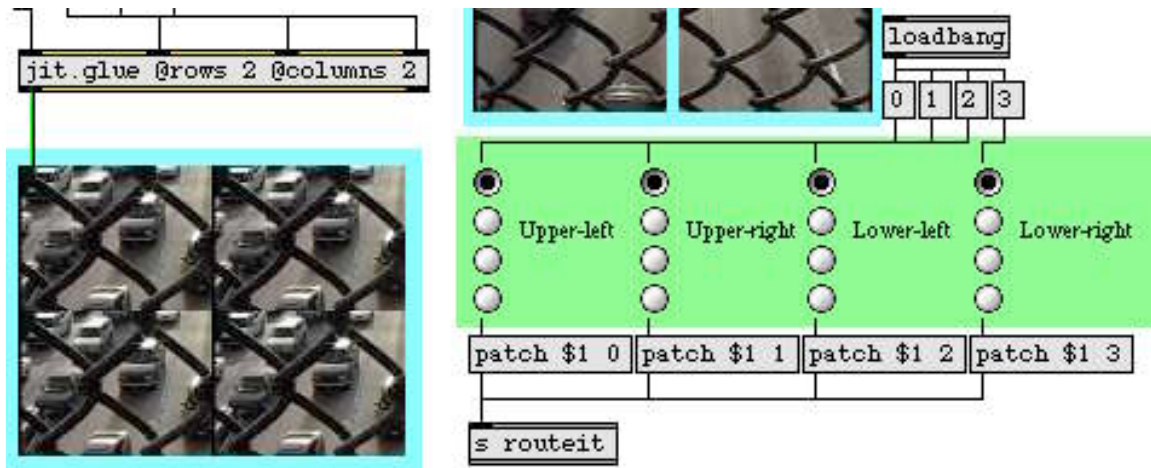 jit.glue @rows 2 @columns 2
loadbang
0 1 2 3
Upper-left Upper-right Lower-left Lower-right
patch $1 0 patch $1 1 patch $1 2 patch $1 3
s routeit